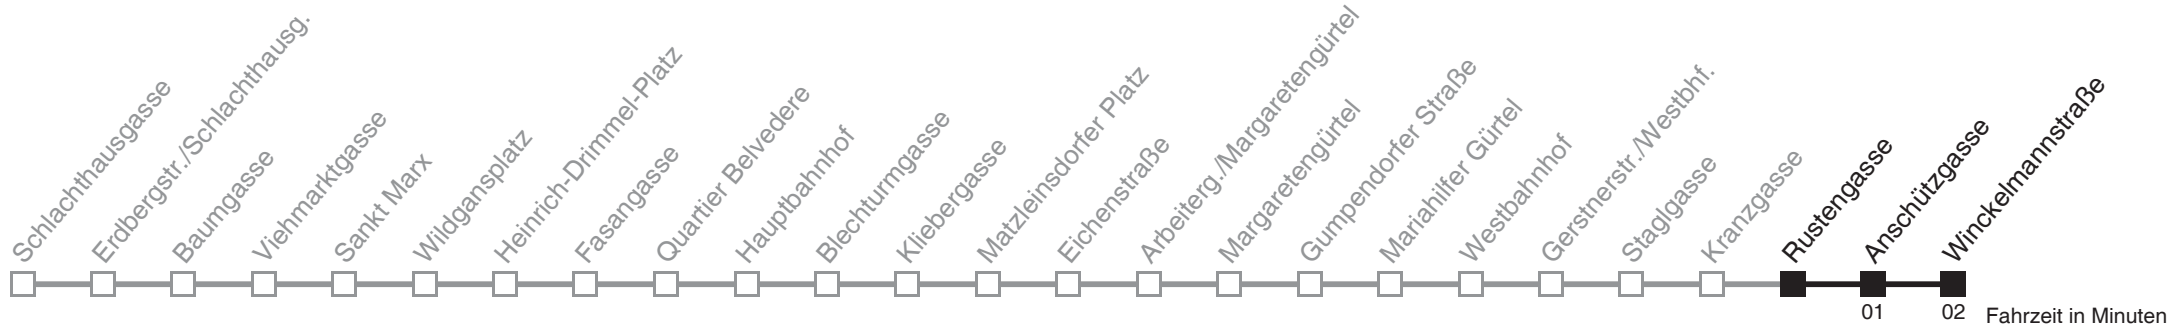 Schlachthausgasse
Erdbergstr./Schlachthausg.
Baumgasse
Viehmarktgasse
Sankt Marx
Wildgansplatz
Heinrich-Drimmel-Platz
Fasangasse
Quartier Belvedere
Hauptbahnhof
Blechturmgasse
Kliebergasse
Matzleinsdorfer Platz
Eichenstraße
Arbeiterg./Margaretengürtel
Margaretengürtel
Gumpendorfer Straße
Mariahilfer Gürtel
Westbahnhof
Gerstnerstr./Westbhf.
Staglgasse
Kranzgasse
Rustengasse
Anschützgasse
Winckelmannstraße
01
02
Fahrzeit in Minuten